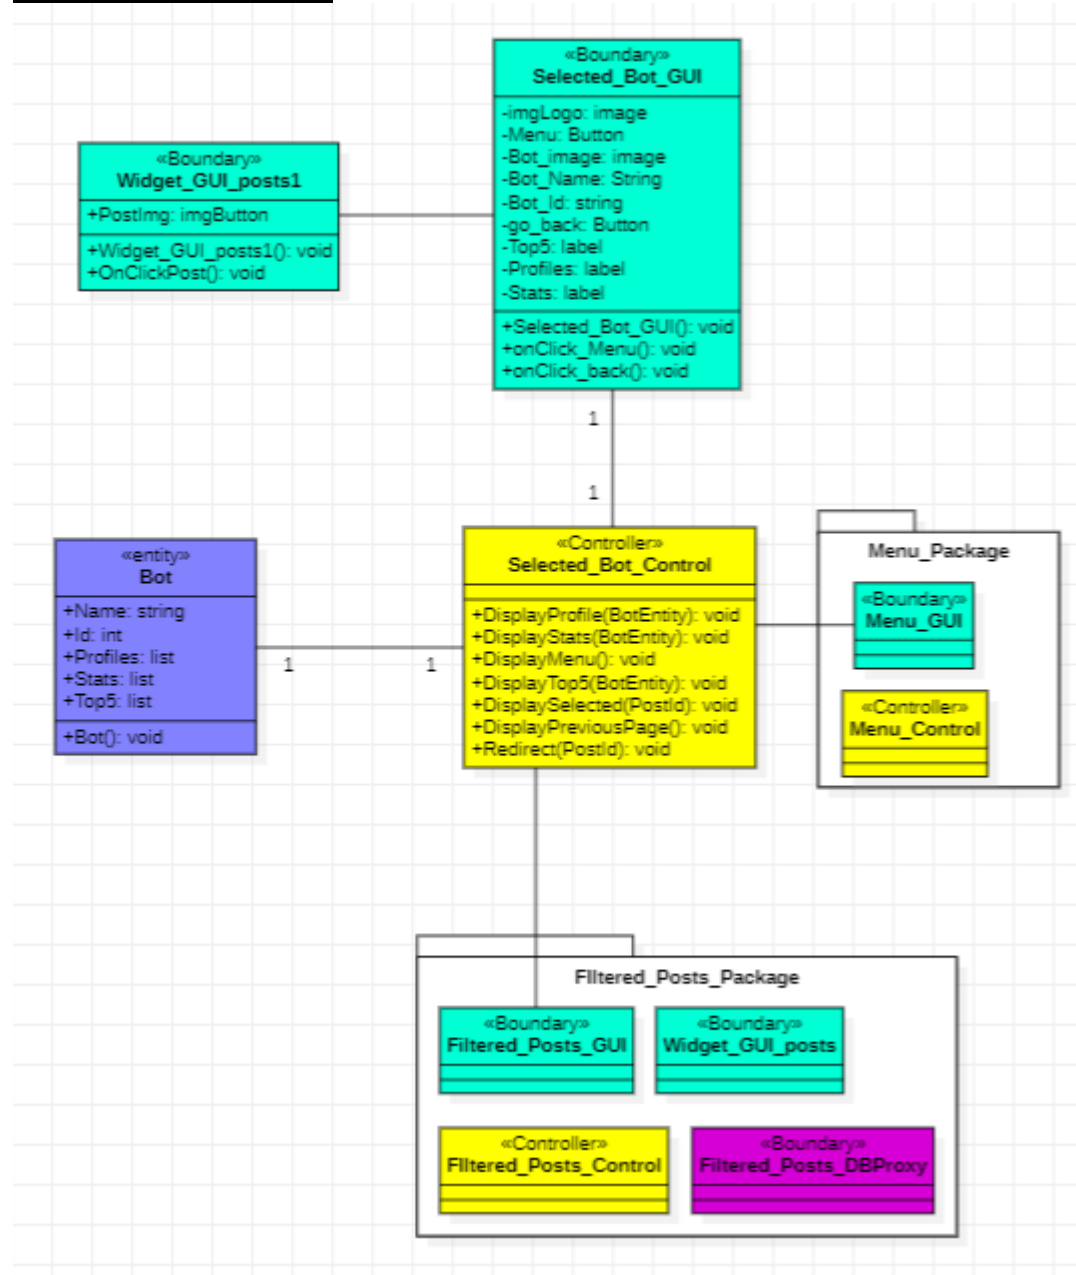 «Boundary»
Selected_Bot_GUI
-imgLogo: image
-Menu: Button
-Bot_image: image
-Bot_Name: String
-Bot_Id: string
-go_back: Button
-Top5: label
-Profiles: label
-Stats: label
+Selected_Bot_GUI(): void
+onClick_Menu(): void
+onClick_back(): void
«Boundary»
Widget_GUI_posts1
+PostImg: imgButton
+Widget_GUI_posts1(): void
+OnClickPost(): void
1
1
«entity»
Bot
+Name: string
+Id: int
+Profiles: list
+Stats: list
+Top5: list
+Bot(): void
1
1
«Controller»
Selected_Bot_Control
+DisplayProfile(BotEntity): void
+DisplayStats(BotEntity): void
+DisplayMenu(): void
+DisplayTop5(BotEntity): void
+DisplaySelected(PostId): void
+DisplayPreviousPage(): void
+Redirect(PostId): void
Menu_Package
«Boundary»
Menu_GUI
«Controller»
Menu_Control
FIltered_Posts_Package
«Boundary»
Filtered_Posts_GUI
«Boundary»
Widget_GUI_posts
«Controller»
FIltered_Posts_Control
«Boundary»
Filtered_Posts_DBProxy